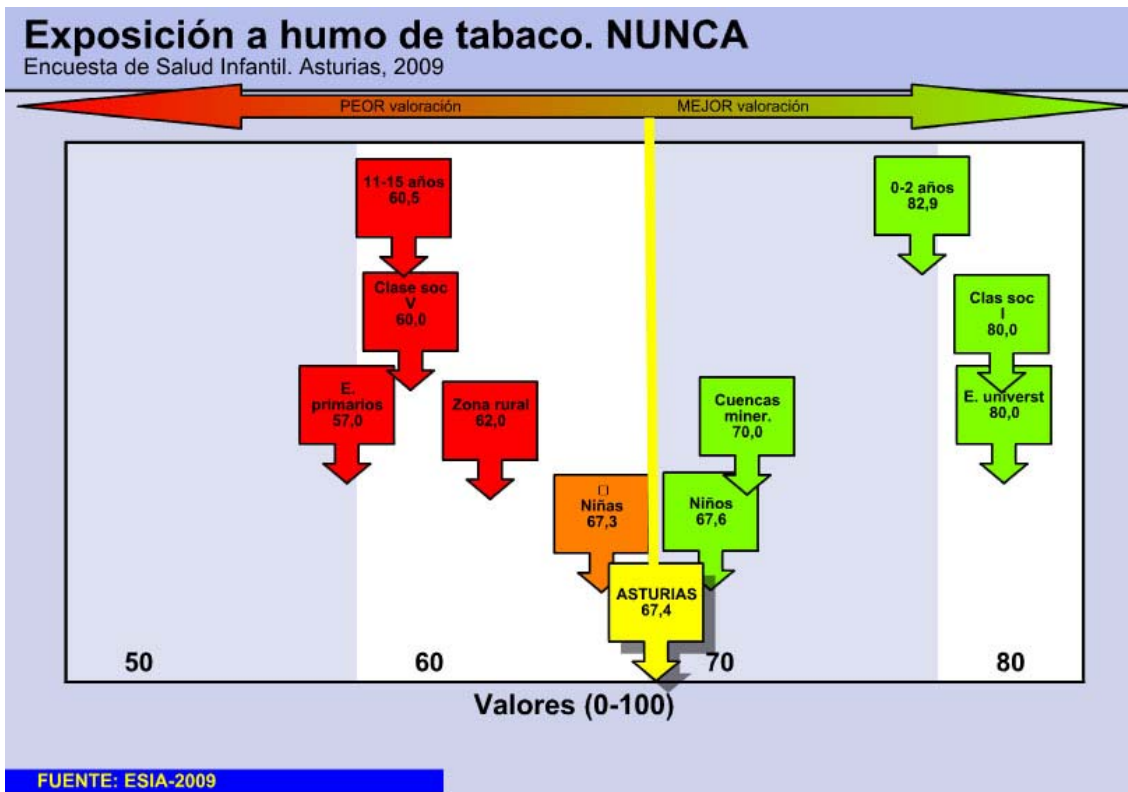 Exposición a humo de tabaco. NUNCA
Encuesta de Salud Infantil. Asturias, 2009
PEOR valoración
MEJOR valoración
11-15 años
60,5
0-2 años
82,9
Clase soc
V
60,0
Clas soc
I
80,0
E.
primarios
57,0
Zona rural
62,0
Cuencas
miner.
70,0
E. universt
80,0
□
Niñas
67,3
Niños
67,6
ASTURIAS
67,4
50
60
70
80
Valores (0-100)
FUENTE: ESIA-2009